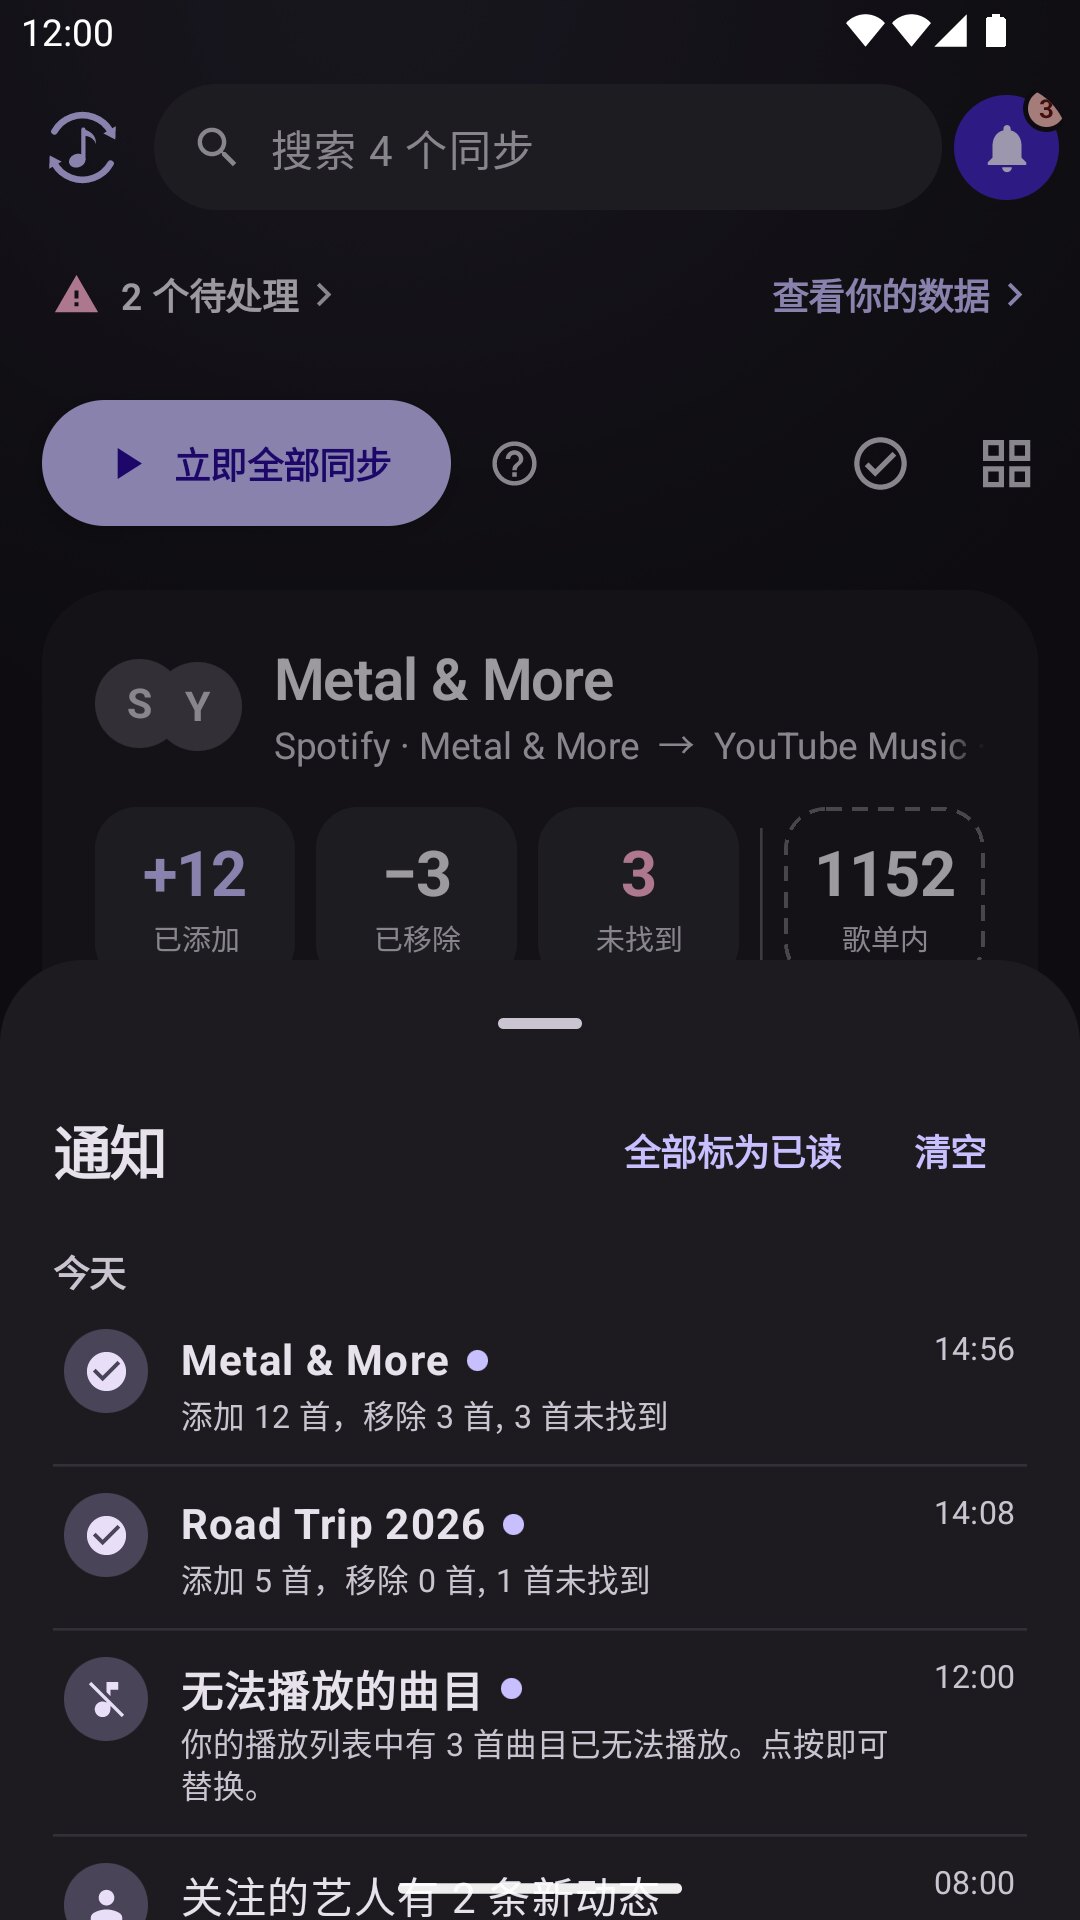 12:00
搜索 4 个同步
3
2 个待处理
查看你的数据
立即全部同步
S Y
Metal & More
Spotify · Metal & More → YouTube Music
+12
已添加
−3
已移除
3
未找到
1152
歌单内
通知
全部标为已读
清空
今天
Metal & More
14:56
添加 12 首，移除 3 首, 3 首未找到
Road Trip 2026
14:08
添加 5 首，移除 0 首, 1 首未找到
无法播放的曲目
12:00
你的播放列表中有 3 首曲目已无法播放。点按即可
替换。
关注的艺人有 2 条新动态
08:00